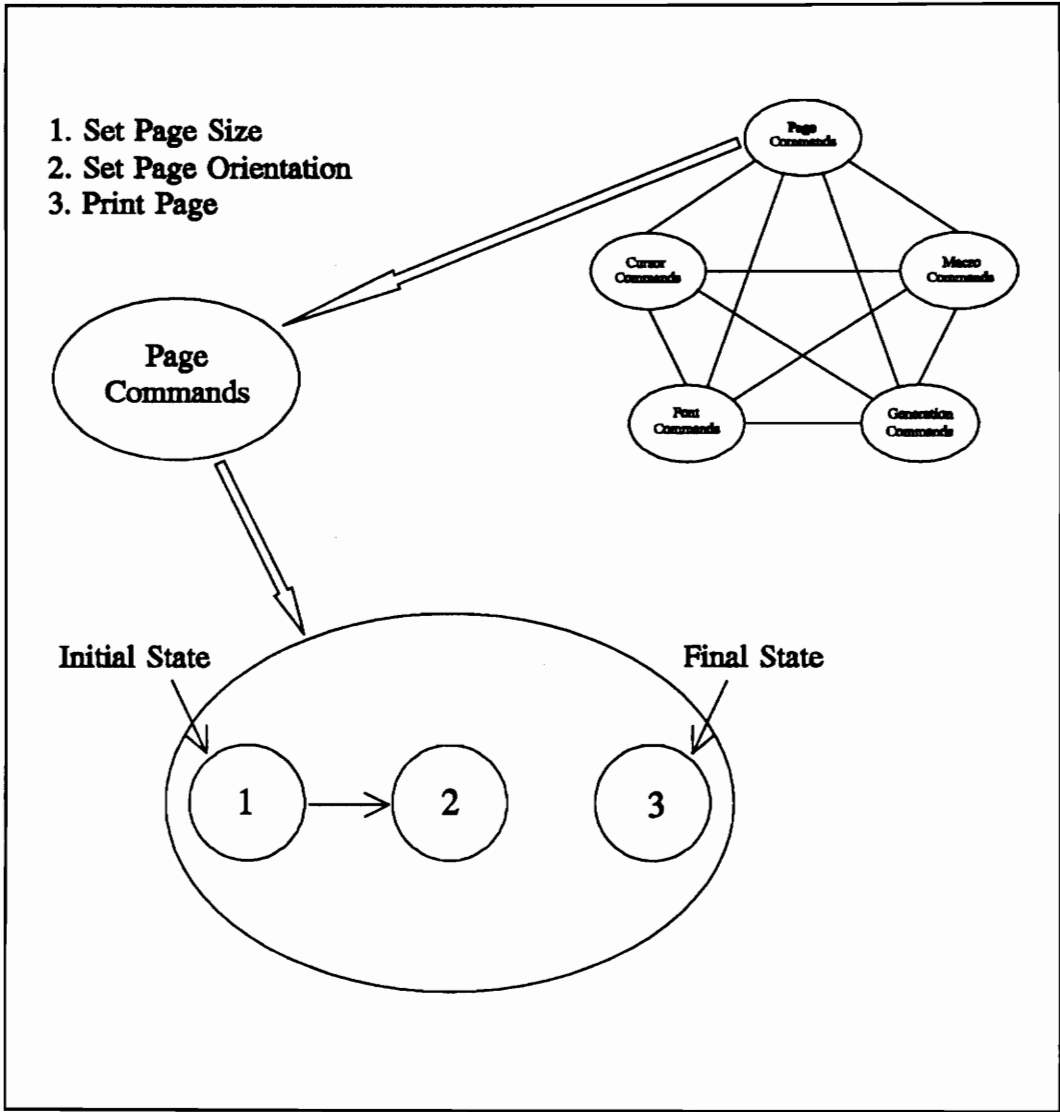 1. Set Page Size
2. Set Page Orientation
3. Print Page
Page
Commands
Cursor
Commands
Macro
Commands
Font
Commands
Generation
Commands
Page
Commands
Initial State
Final State
1
2
3